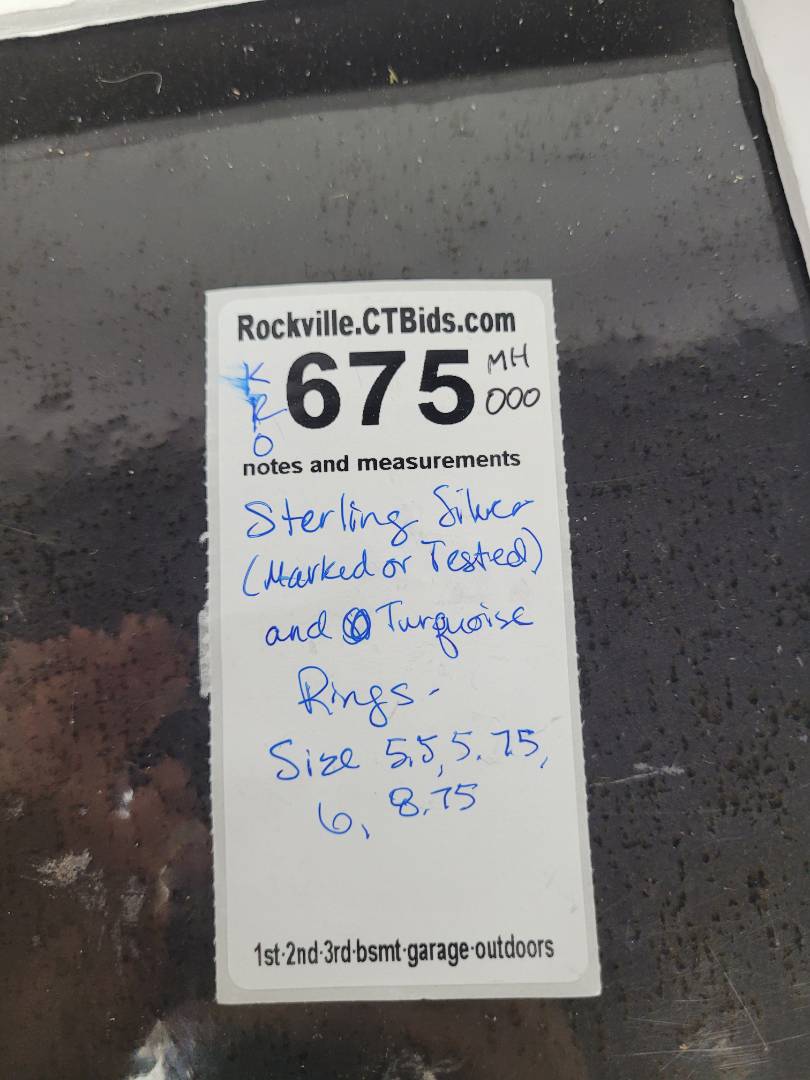 Rockville.CTBids.com
KRO 675 MH 000
notes and measurements
Sterling Silver
(Marked or Tested)
and Turquoise
Rings -
Size 5.5, 5.75,
6, 8.75
1st·2nd·3rd·bsmt·garage·outdoors